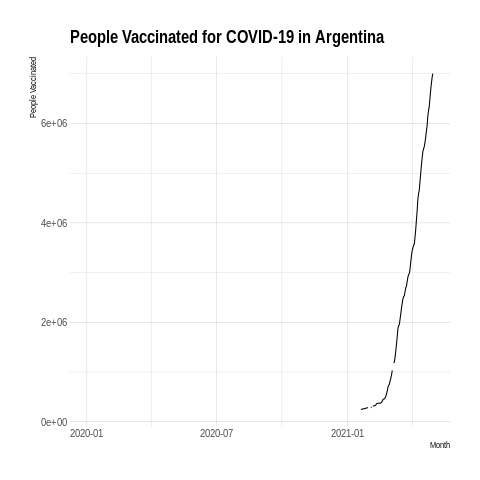 People Vaccinated for COVID-19 in Argentina
People Vaccinated
6e+06
4e+06
2e+06
0e+00
2020-01 2020-07 2021-01
Month